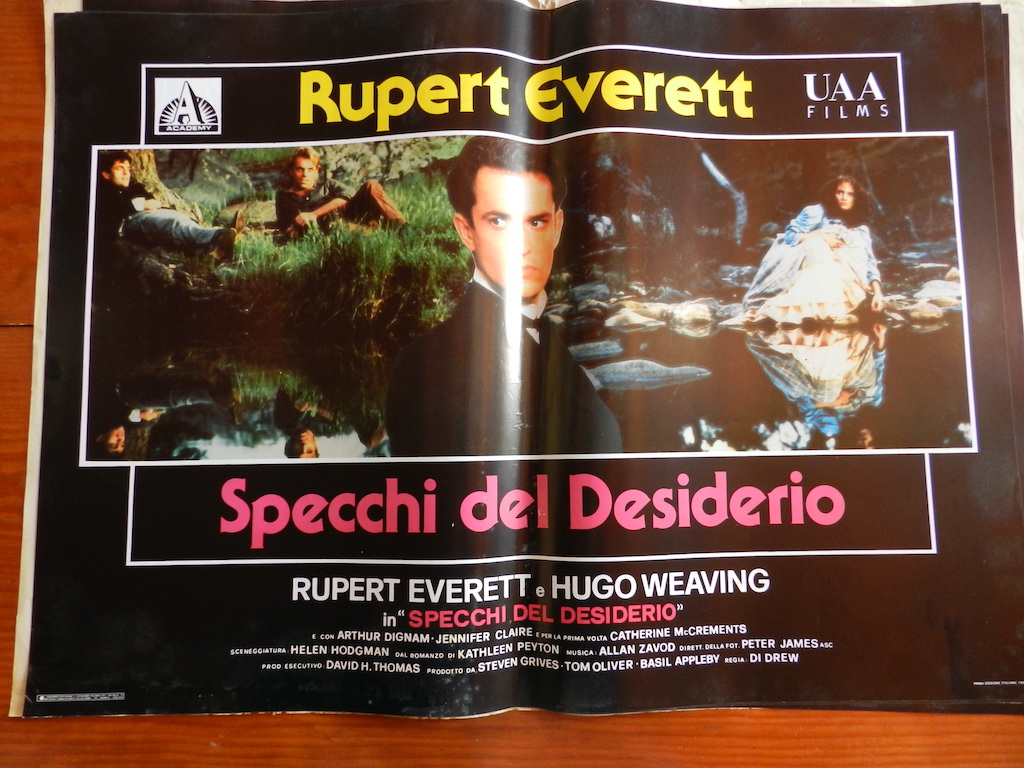 A
ACADEMY
Rupert Everett
UAA
FILMS
Specchi del Desiderio
RUPERT EVERETT e HUGO WEAVING
in "SPECCHI DEL DESIDERIO"
E CON ARTHUR DIGNAM · JENNIFER CLAIRE E PER LA PRIMA VOLTA CATHERINE McCREMENTS
SCENEGGIATURA: HELEN HODGMAN DAL ROMANZO DI KATHLEEN PEYTON MUSICA: ALLAN ZAVOD DIRETT. DELLA FOT. PETER JAMES ASC
PROD ESECUTIVO: DAVID H. THOMAS PRODOTTO DA STEVEN GRIVES · TOM OLIVER · BASIL APPLEBY REGIA: DI DREW